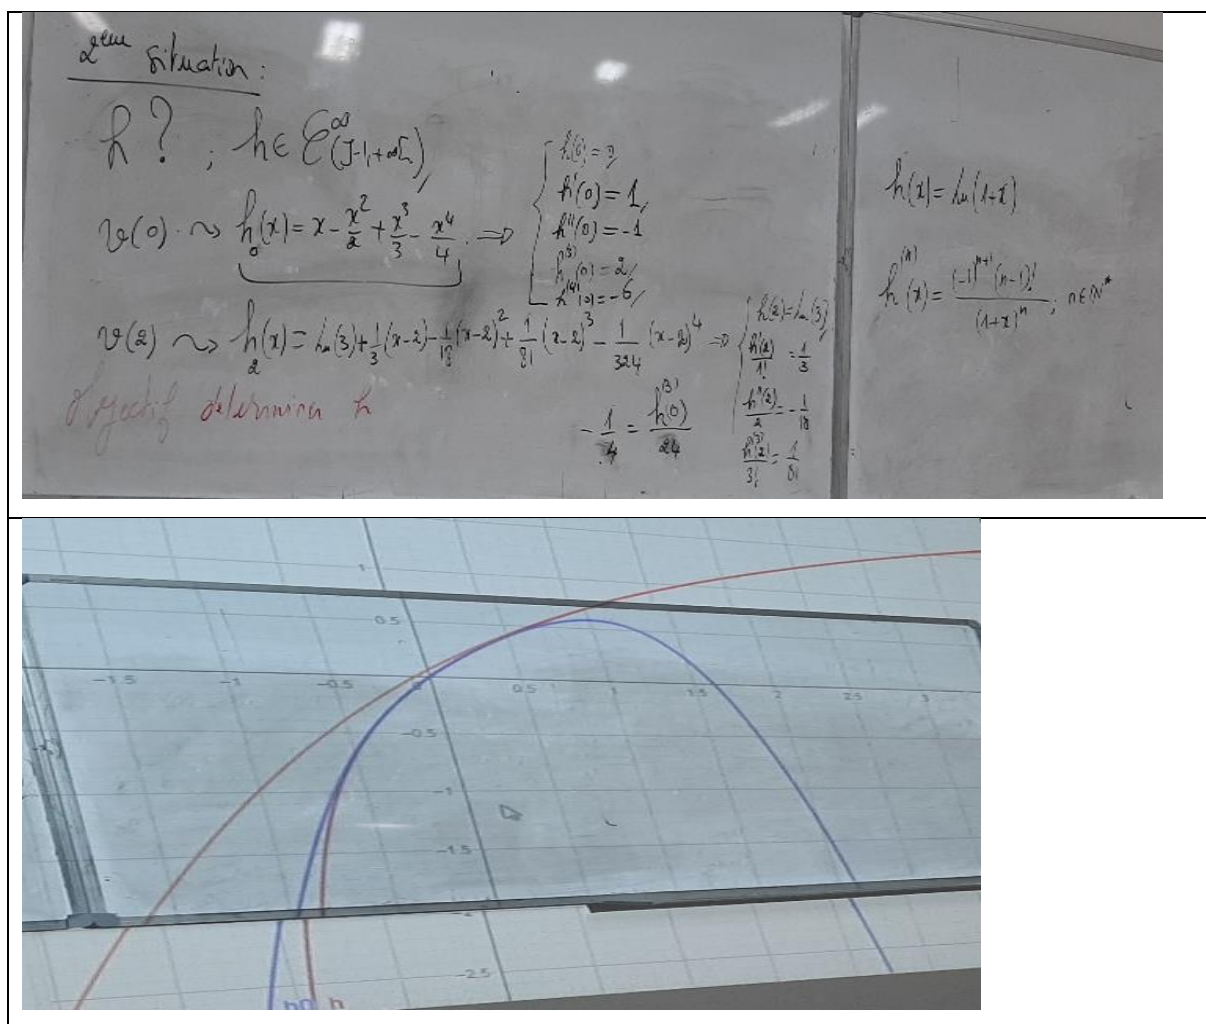 2ème situation :
h ? ; h ∈ C^∞(]-1,+∞[)
v(0) ⇝ h_0(x) = x - x²/2 + x³/3 - x⁴/4 ⇒
h(0) = 0,
h'(0) = 1,
h''(0) = -1
h^(3)(0) = 2,
h^(4)(0) = -6,
v(2) ⇝ h_2(x) = ln(3) + 1/3 (x-2) - 1/18 (x-2)² + 1/81 (x-2)³ - 1/324 (x-2)⁴ ⇒
h(2) = ln(3)
h'(2)/1! = 1/3
h''(2)/2 = -1/18
h^(3)(2)/3! = 1/81
Objectif determiner h
-1/4 = h^(3)(0)/24
h(x) = ln(1+x)
h^(n)(x) = (-1)^(n+1) (n-1)! / (1+x)^n ; n ∈ N*
1
0.5
-1.5 -1 -0.5 0 0.5 1 1.5 2 2.5 3
-0.5
-1
-1.5
-2
-2.5
h0 h